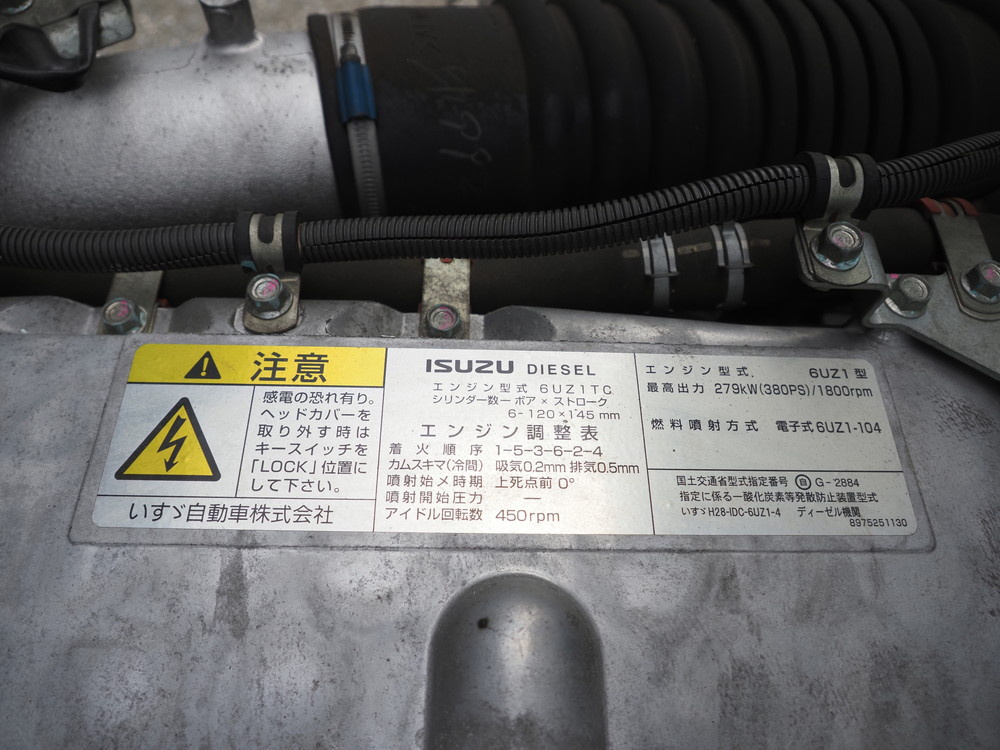 注意
感電の恐れ有り。
ヘッドカバーを
取り外す時は
キースイッチを
「LOCK」位置に
して下さい。
いすゞ自動車株式会社
ISUZU DIESEL
エンジン型式 6UZ1TC
シリンダー数ー ボア × ストローク
6-120×145 mm
エンジン調整表
着火順序 1-5-3-6-2-4
カムスキマ(冷間) 吸気0.2mm 排気0.5mm
噴射始メ時期 上死点前 0°
噴射開始圧力 —
アイドル回転数 450rpm
エンジン型式. 6UZ1型
最高出力 279kW(380PS)/1800rpm
燃料噴射方式 電子式6UZ1-104
国土交通省型式指定番号 自 G-2884
指定に係る一酸化炭素等発散防止装置型式
いすゞH28-IDC-6UZ1-4 ディーゼル機関
8975251130